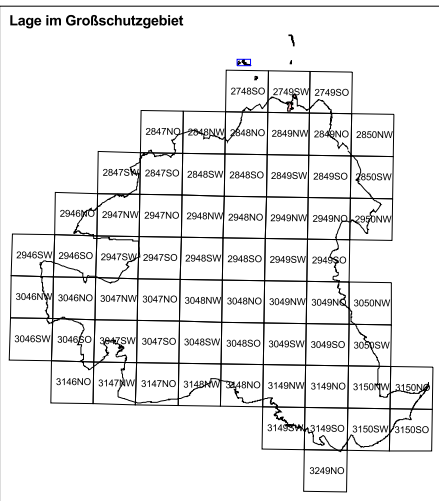 Lage im Großschutzgebiet
2748SO 2749SW 2749SO
2847NO 2848NW 2848NO 2849NW 2849NO 2850NW
2847SW 2847SO 2848SW 2848SO 2849SW 2849SO 2850SW
2946NO 2947NW 2947NO 2948NW 2948NO 2949NW 2949NO 2950NW
2946SW 2946SO 2947SW 2947SO 2948SW 2948SO 2949SW 2949SO
3046NW 3046NO 3047NW 3047NO 3048NW 3048NO 3049NW 3049NO 3050NW
3046SW 3046SO 3047SW 3047SO 3048SW 3048SO 3049SW 3049SO 3050SW
3146NO 3147NW 3147NO 3148NW 3148NO 3149NW 3149NO 3150NW 3150NO
3149SW 3149SO 3150SW 3150SO
3249NO